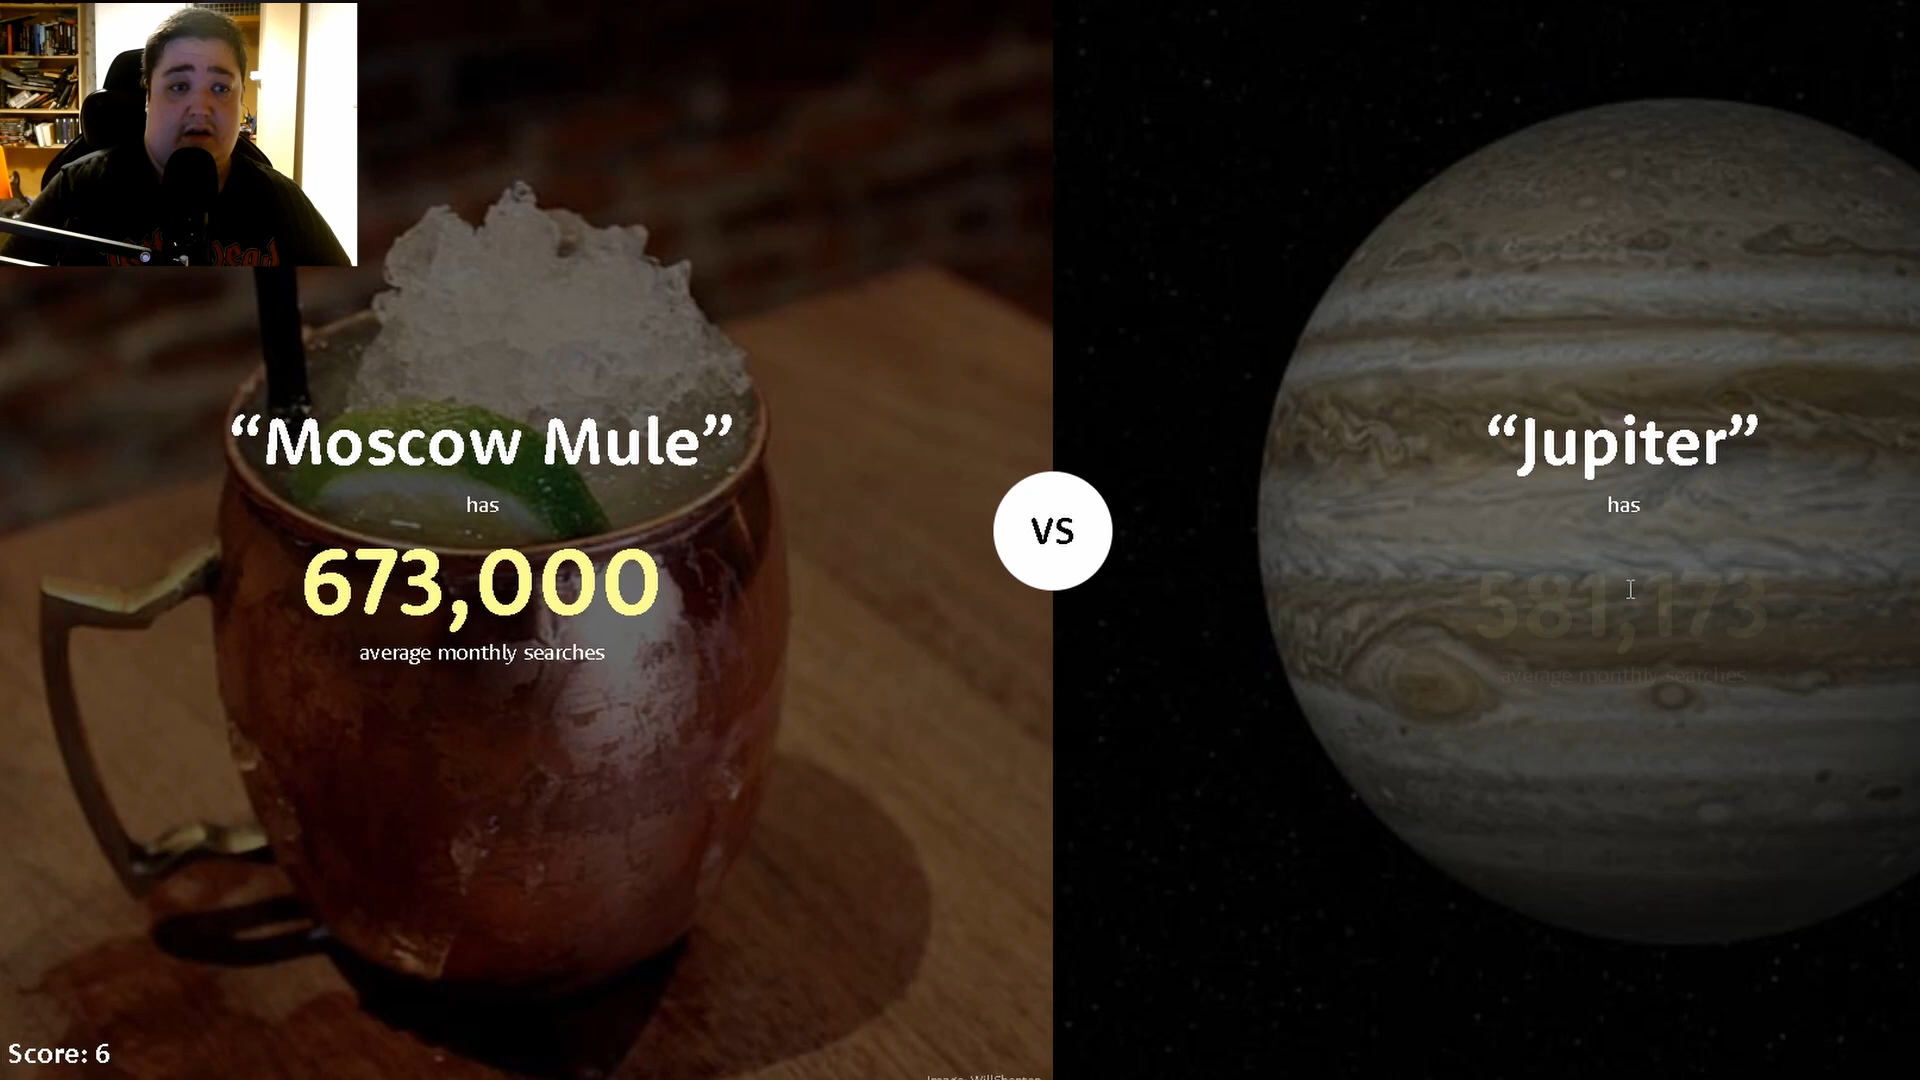 “Moscow Mule”
has
673,000
average monthly searches
VS
“Jupiter”
has
581,173
average monthly searches
Score: 6